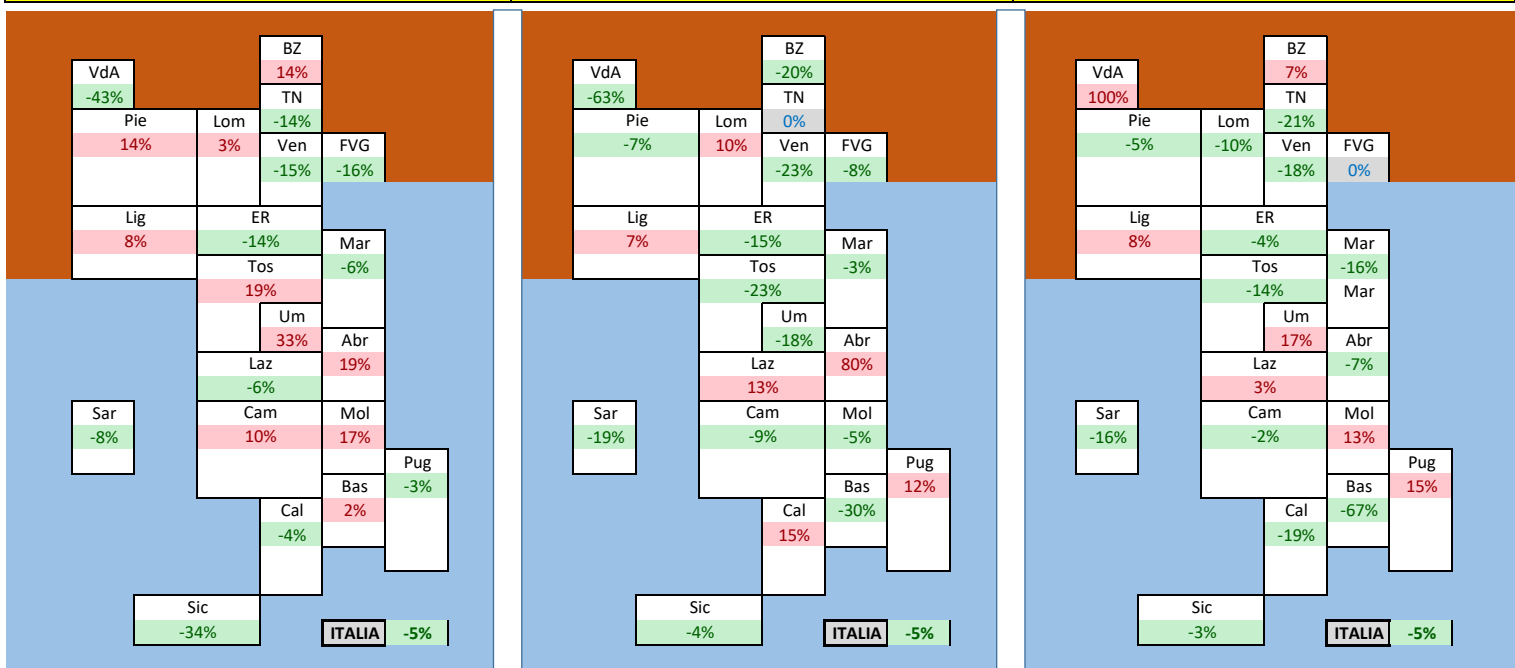 BZ
VdA 14%
-43% TN
Pie Lom -14%
14% 3% Ven FVG
-15% -16%
Lig ER
8% -14% Mar
Tos -6%
19%
Um
33% Abr
Laz 19%
-6%
Sar Cam Mol
-8% 10% 17%
Pug
Bas -3%
Cal 2%
-4%
Sic
-34% ITALIA -5%
BZ
VdA -20%
-63% TN
Pie Lom 0%
-7% 10% Ven FVG
-23% -8%
Lig ER
7% -15% Mar
Tos -3%
-23%
Um
-18% Abr
Laz 80%
13%
Sar Cam Mol
-19% -9% -5%
Pug
Bas 12%
Cal -30%
15%
Sic
-4% ITALIA -5%
BZ
VdA 7%
100% TN
Pie Lom -21%
-5% -10% Ven FVG
-18% 0%
Lig ER
8% -4% Mar
Tos -16%
-14% Mar
Um
17% Abr
Laz -7%
3%
Sar Cam Mol
-16% -2% 13%
Pug
Bas 15%
Cal -67%
-19%
Sic
-3% ITALIA -5%